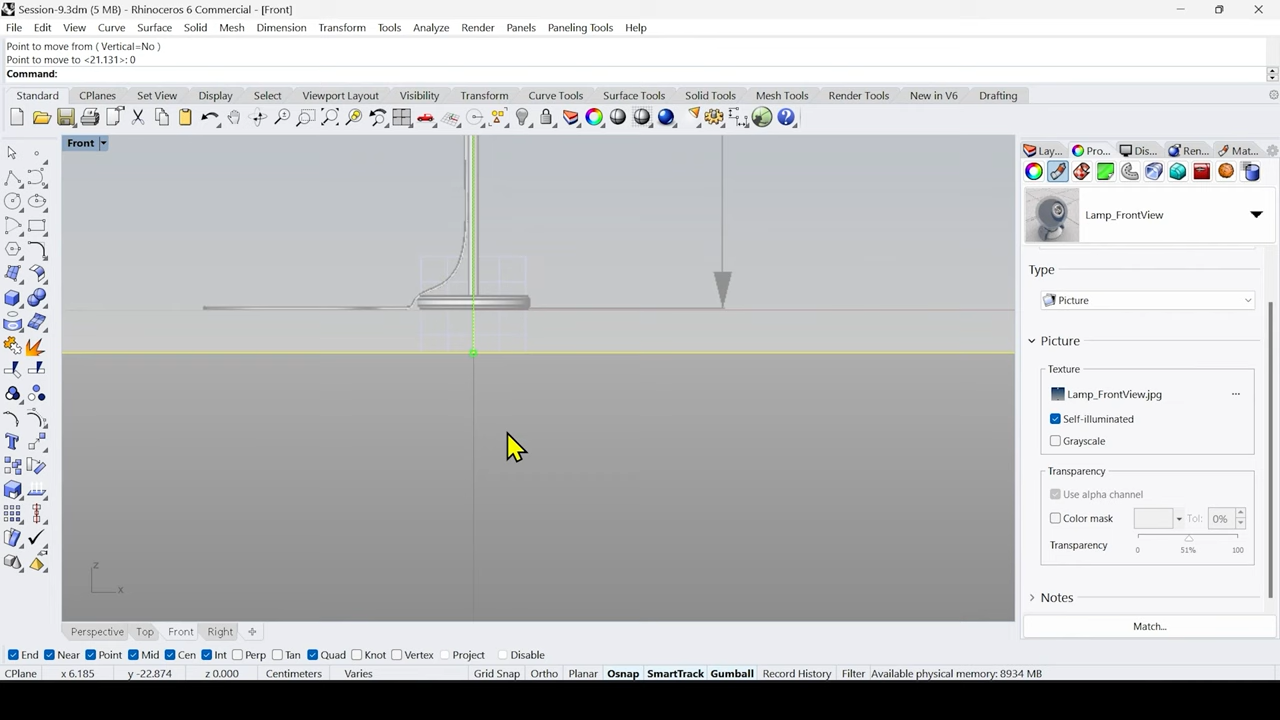 Session-9.3dm (5 MB) - Rhinoceros 6 Commercial - [Front]
File Edit View Curve Surface Solid Mesh Dimension Transform Tools Analyze Render Panels Paneling Tools Help
Point to move from ( Vertical=No )
Point to move to <21.131>: 0
Command:
Standard CPlanes Set View Display Select Viewport Layout Visibility Transform Curve Tools Surface Tools Solid Tools Mesh Tools Render Tools New in V6 Drafting
Front
Lay... Pro... Dis... Ren... Mat...
Lamp_FrontView
Type
Picture
Picture
Texture
Lamp_FrontView.jpg
Self-illuminated
Grayscale
Transparency
Use alpha channel
Color mask Tol: 0%
Transparency
0 51% 100
Notes
Match...
z
x
Perspective Top Front Right
End Near Point Mid Cen Int Perp Tan Quad Knot Vertex Project Disable
CPlane x 6.185 y -22.874 z 0.000 Centimeters Varies Grid Snap Ortho Planar Osnap SmartTrack Gumball Record History Filter Available physical memory: 8934 MB